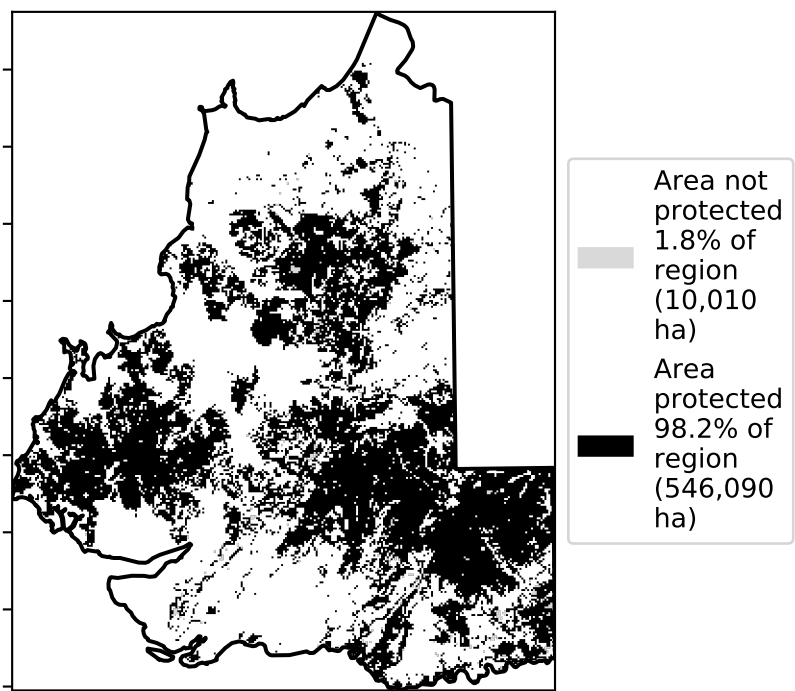 Area not
protected
1.8% of
region
(10,010
ha)
Area
protected
98.2% of
region
(546,090
ha)